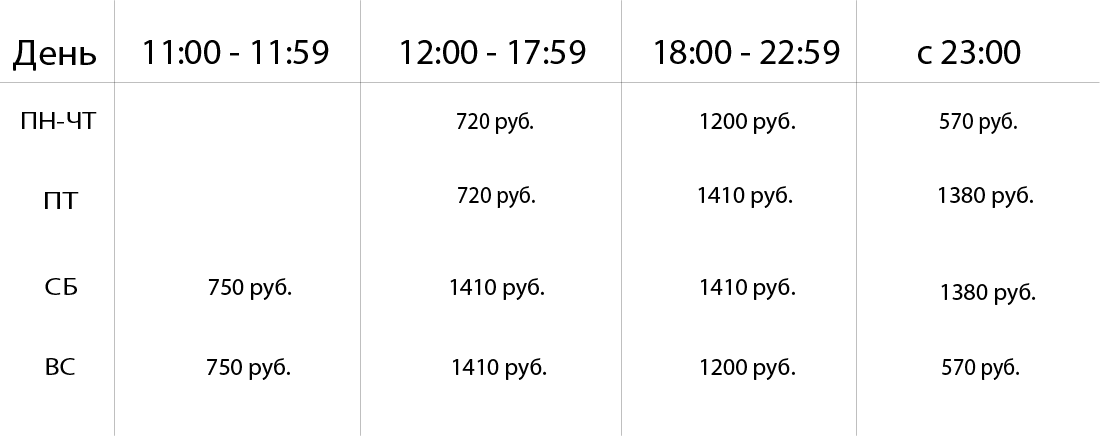 День 11:00 - 11:59 12:00 - 17:59 18:00 - 22:59 с 23:00
ПН-ЧТ 720 руб. 1200 руб. 570 руб.
ПТ 720 руб. 1410 руб. 1380 руб.
СБ 750 руб. 1410 руб. 1410 руб. 1380 руб.
ВС 750 руб. 1410 руб. 1200 руб. 570 руб.